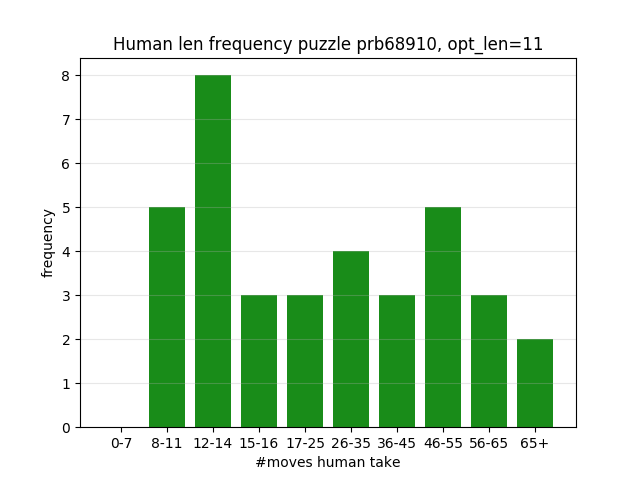 Human len frequency puzzle prb68910, opt_len=11
8
7
6
5
4
3
2
1
0
frequency
0-7 8-11 12-14 15-16 17-25 26-35 36-45 46-55 56-65 65+
#moves human take